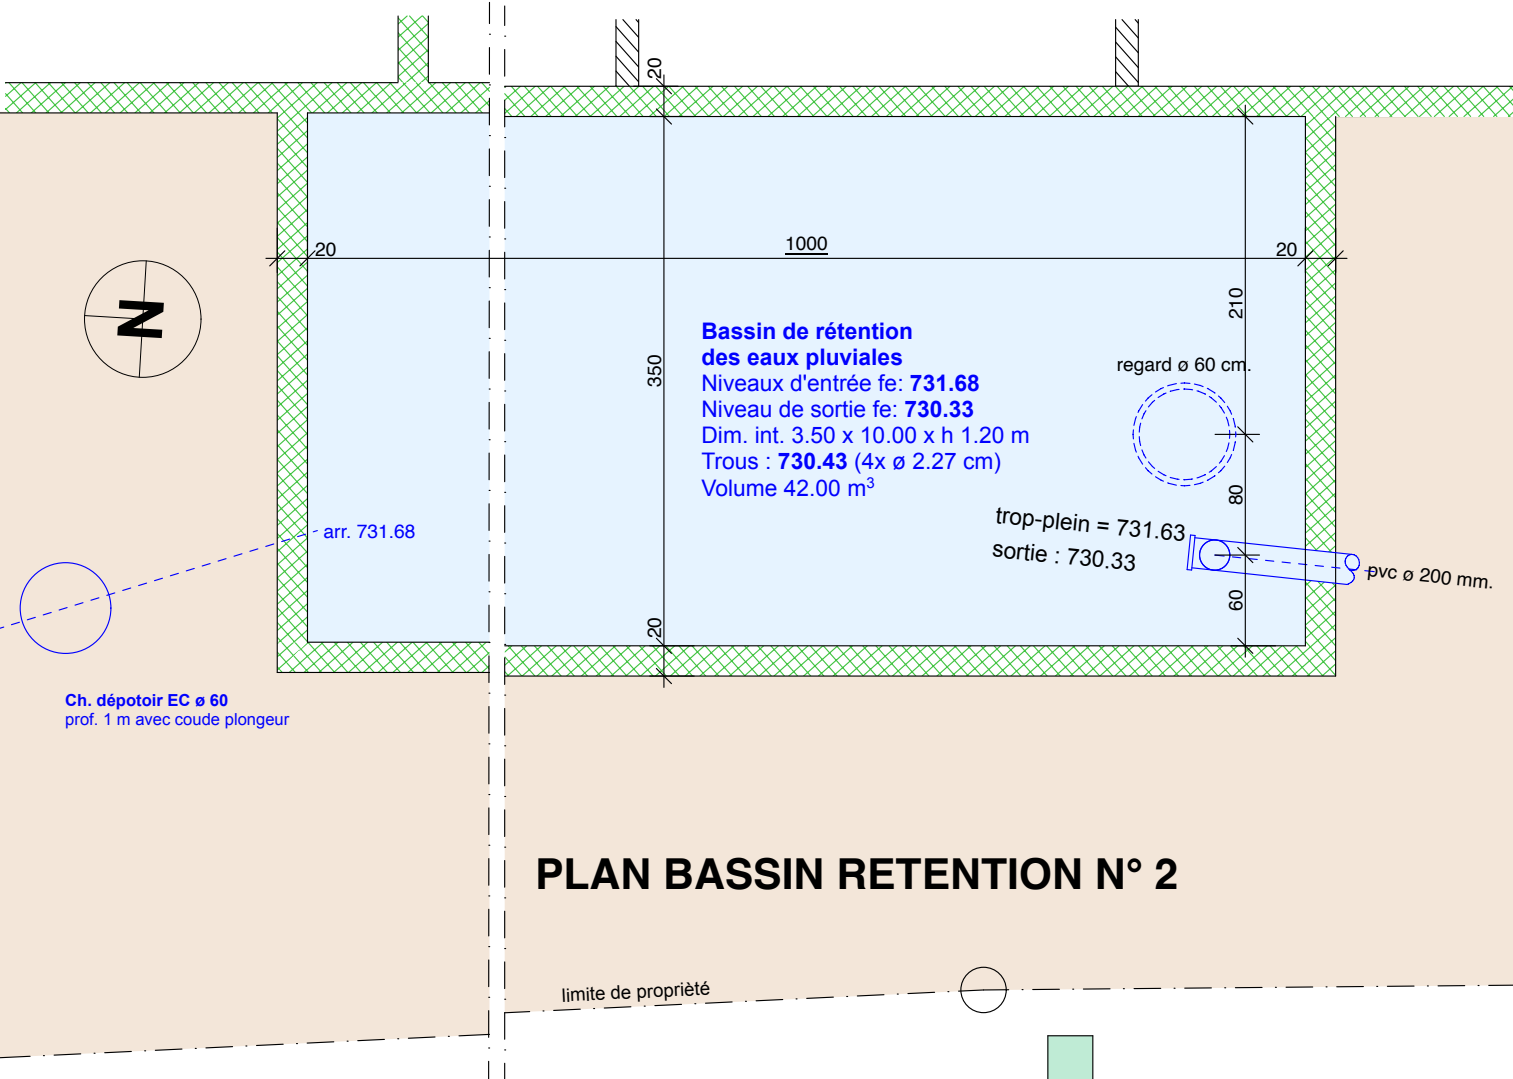 20
20
1000
20
N
210
Bassin de rétention
des eaux pluviales
Niveaux d'entrée fe: 731.68
Niveau de sortie fe: 730.33
Dim. int. 3.50 x 10.00 x h 1.20 m
Trous : 730.43 (4x ø 2.27 cm)
Volume 42.00 m³
350
regard ø 60 cm.
80
trop-plein = 731.63
sortie : 730.33
arr. 731.68
pvc ø 200 mm.
60
20
Ch. dépotoir EC ø 60
prof. 1 m avec coude plongeur
PLAN BASSIN RETENTION N° 2
limite de proprièté